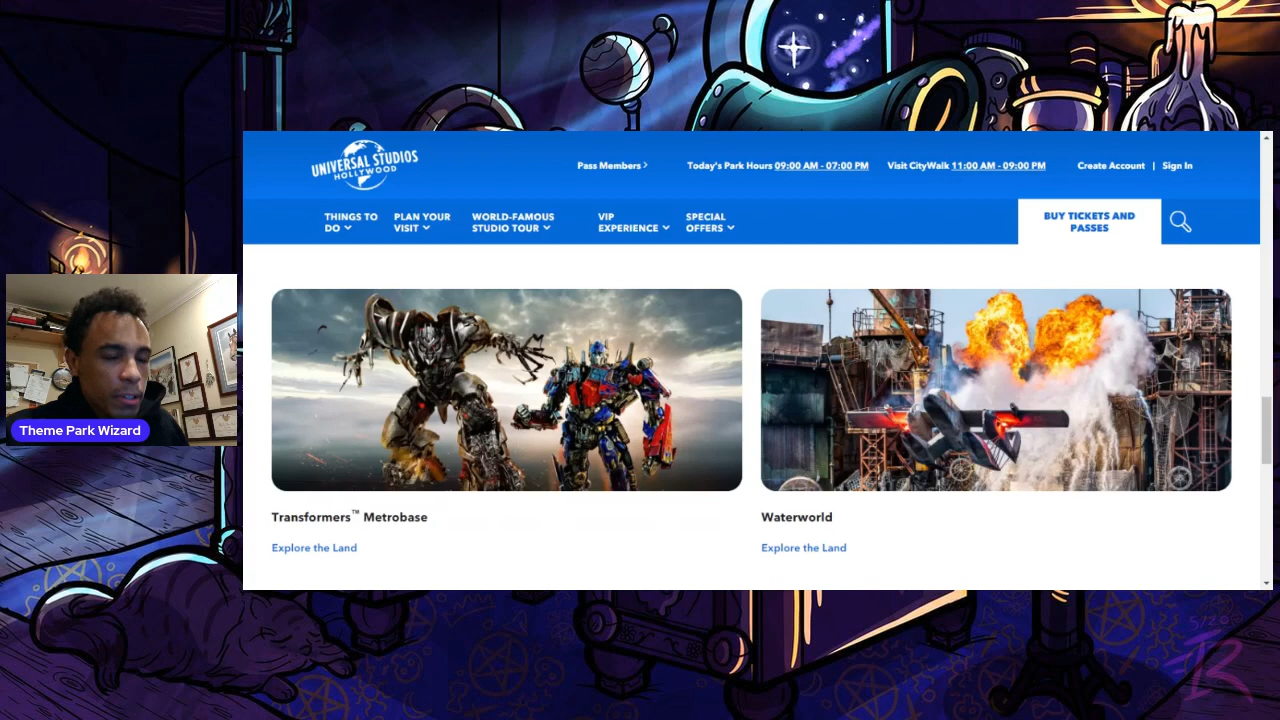 UNIVERSAL STUDIOS
HOLLYWOOD
Pass Members
Today's Park Hours 09:00 AM - 07:00 PM
Visit CityWalk 11:00 AM - 09:00 PM
Create Account | Sign In
THINGS TO
DO
PLAN YOUR
VISIT
WORLD-FAMOUS
STUDIO TOUR
VIP
EXPERIENCE
SPECIAL
OFFERS
BUY TICKETS AND
PASSES
Theme Park Wizard
Transformers™ Metrobase
Waterworld
Explore the Land
Explore the Land
5/20